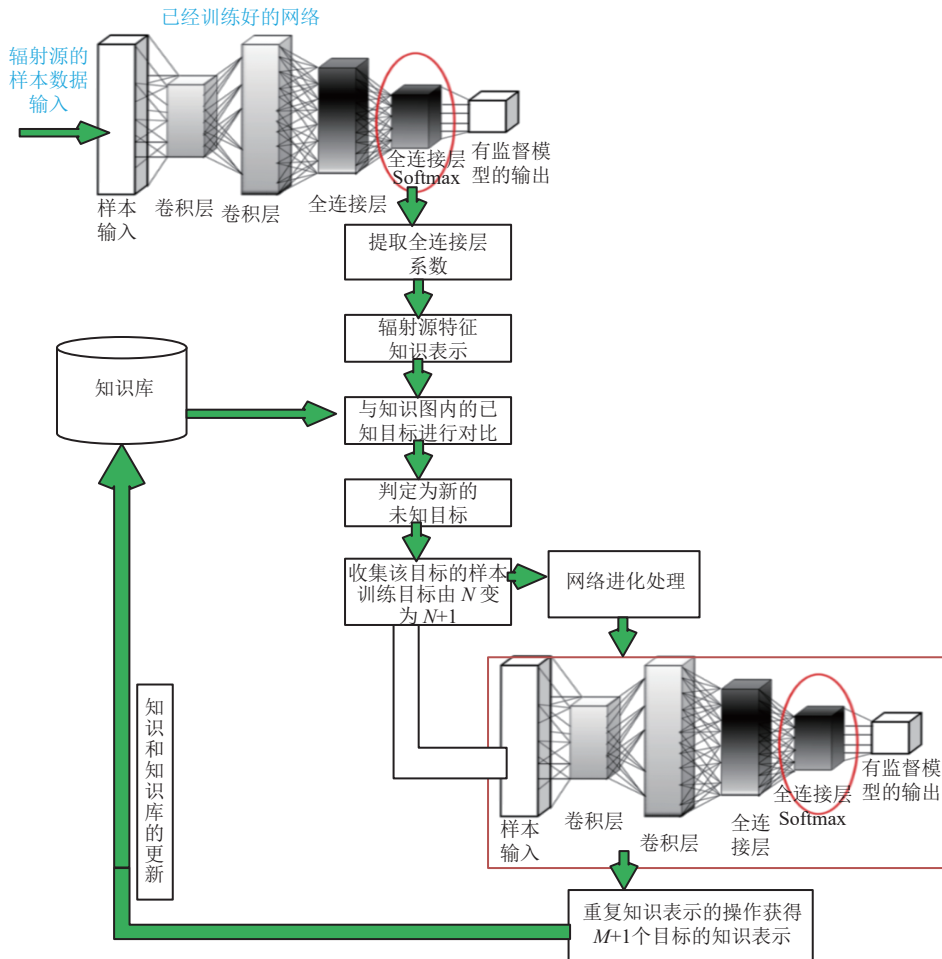 已经训练好的网络
辐射源的
样本数据
输入
样本
输入
卷积层
卷积层
全连接层
全连接层
Softmax
有监督模
型的输出
提取全连接层
系数
辐射源特征
知识表示
知识库
与知识图内的已
知目标进行对比
判定为新的
未知目标
收集该目标的样本
训练目标由 N 变
为 N+1
网络进化处理
样本
输入
卷积层
卷积层
全连
接层
全连接层
Softmax
有监督模
型的输出
知识和知识库的更新
重复知识表示的操作获得
M+1个目标的知识表示